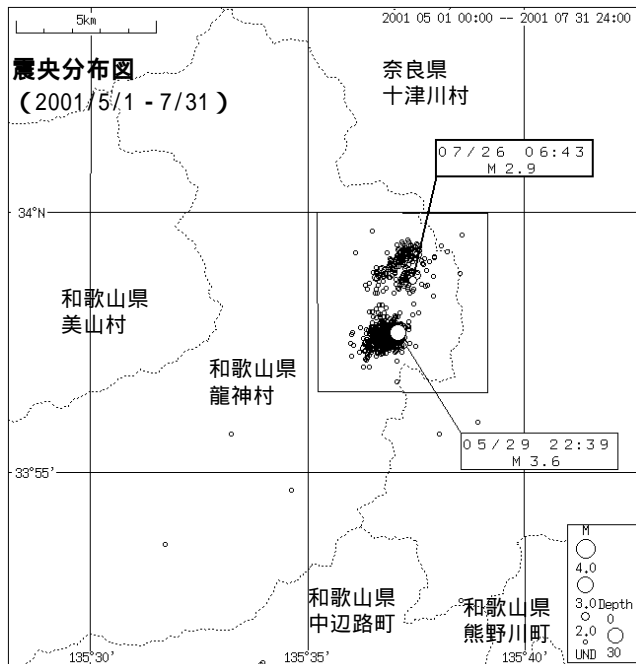 5km
2001 05 01 00:00 -- 2001 07 31 24:00
震央分布図
（2001/5/1 - 7/31）
奈良県
十津川村
07/26 06:43
M 2.9
34°N
和歌山県
美山村
和歌山県
龍神村
05/29 22:39
M 3.6
33°55'
和歌山県
中辺路町
和歌山県
熊野川町
M
4.0
3.0
2.0
UND
Depth
0
30
135°30'
135°35'
135°40'